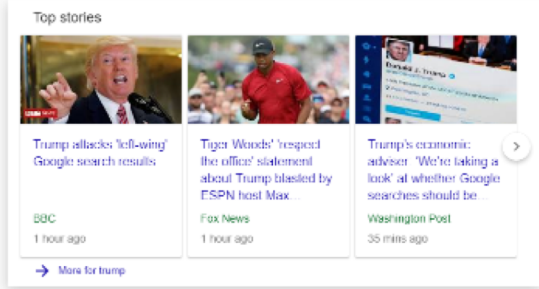 Top stories
Trump attacks 'left-wing'
Google search results
BBC
1 hour ago
Tiger Woods' 'respect
the office' statement
about Trump blasted by
ESPN host Max...
Fox News
1 hour ago
Donald J. Trump
Trump's economic
adviser 'We're taking a
look' at whether Google
searches should be...
Washington Post
35 mins ago
More for trump